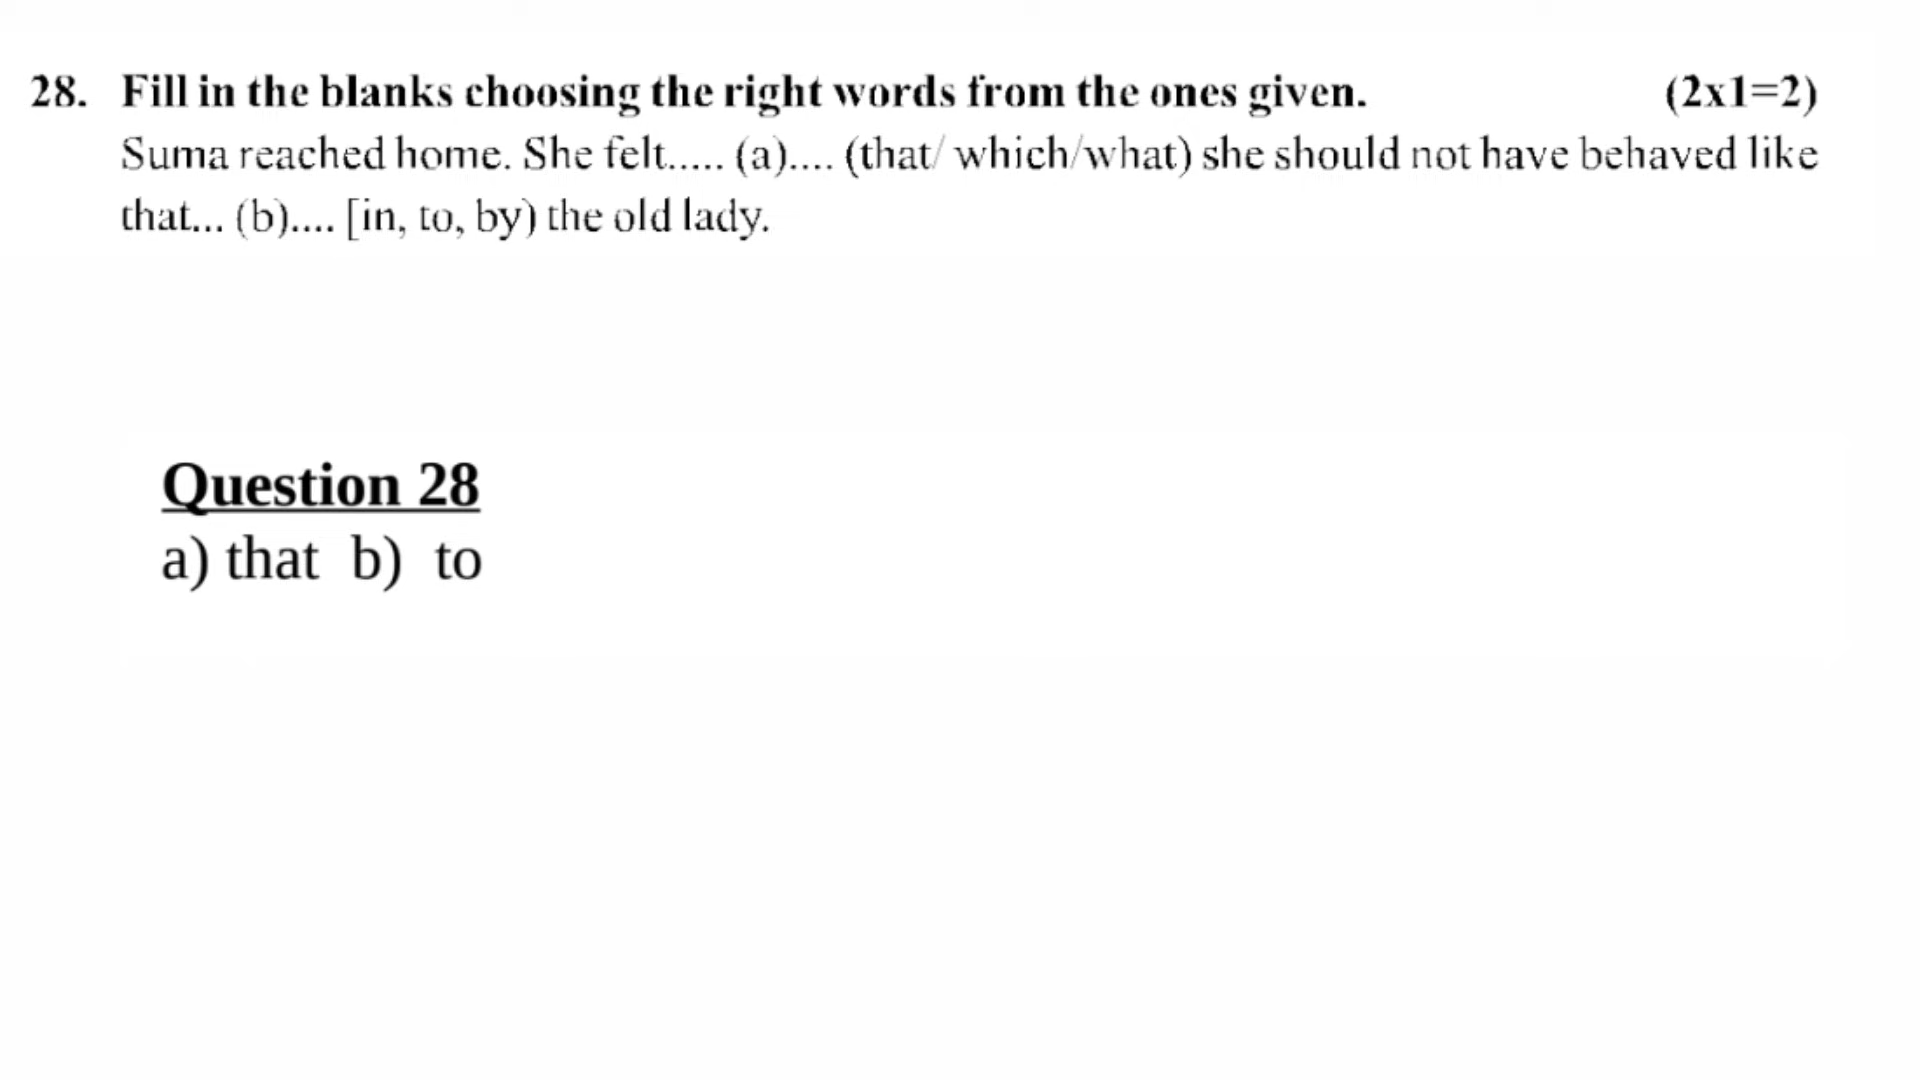 28. Fill in the blanks choosing the right words from the ones given. (2x1=2)
Suma reached home. She felt..... (a).... (that/ which/what) she should not have behaved like
that... (b).... [in, to, by) the old lady.
Question 28
a) that b) to